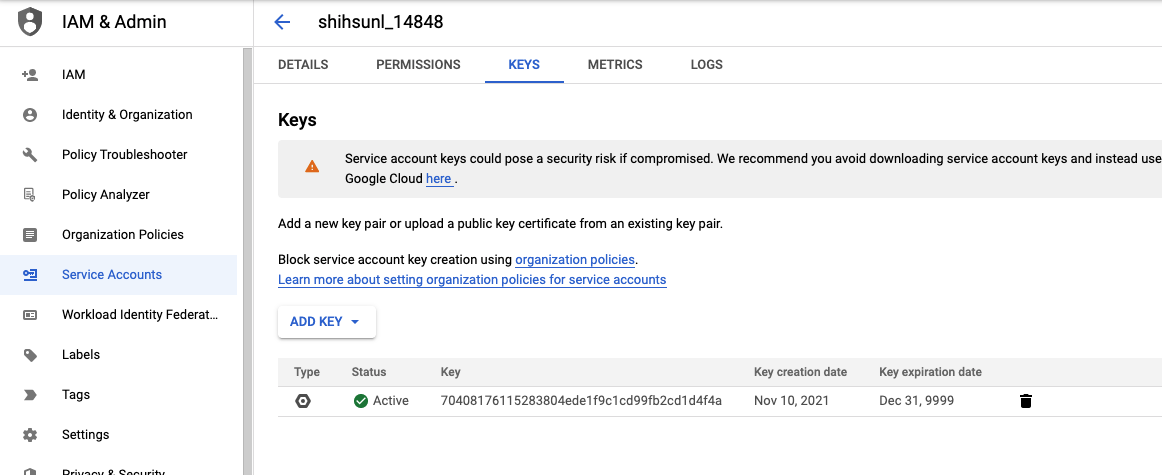 IAM & Admin
shihsunl_14848
IAM
Identity & Organization
Policy Troubleshooter
Policy Analyzer
Organization Policies
Service Accounts
Workload Identity Federat...
Labels
Tags
Settings
Privacy & Security
DETAILS PERMISSIONS KEYS METRICS LOGS
Keys
Service account keys could pose a security risk if compromised. We recommend you avoid downloading service account keys and instead use
Google Cloud here .
Add a new key pair or upload a public key certificate from an existing key pair.
Block service account key creation using organization policies.
Learn more about setting organization policies for service accounts
ADD KEY
Type Status Key Key creation date Key expiration date
Active 70408176115283804ede1f9c1cd99fb2cd1d4f4a Nov 10, 2021 Dec 31, 9999